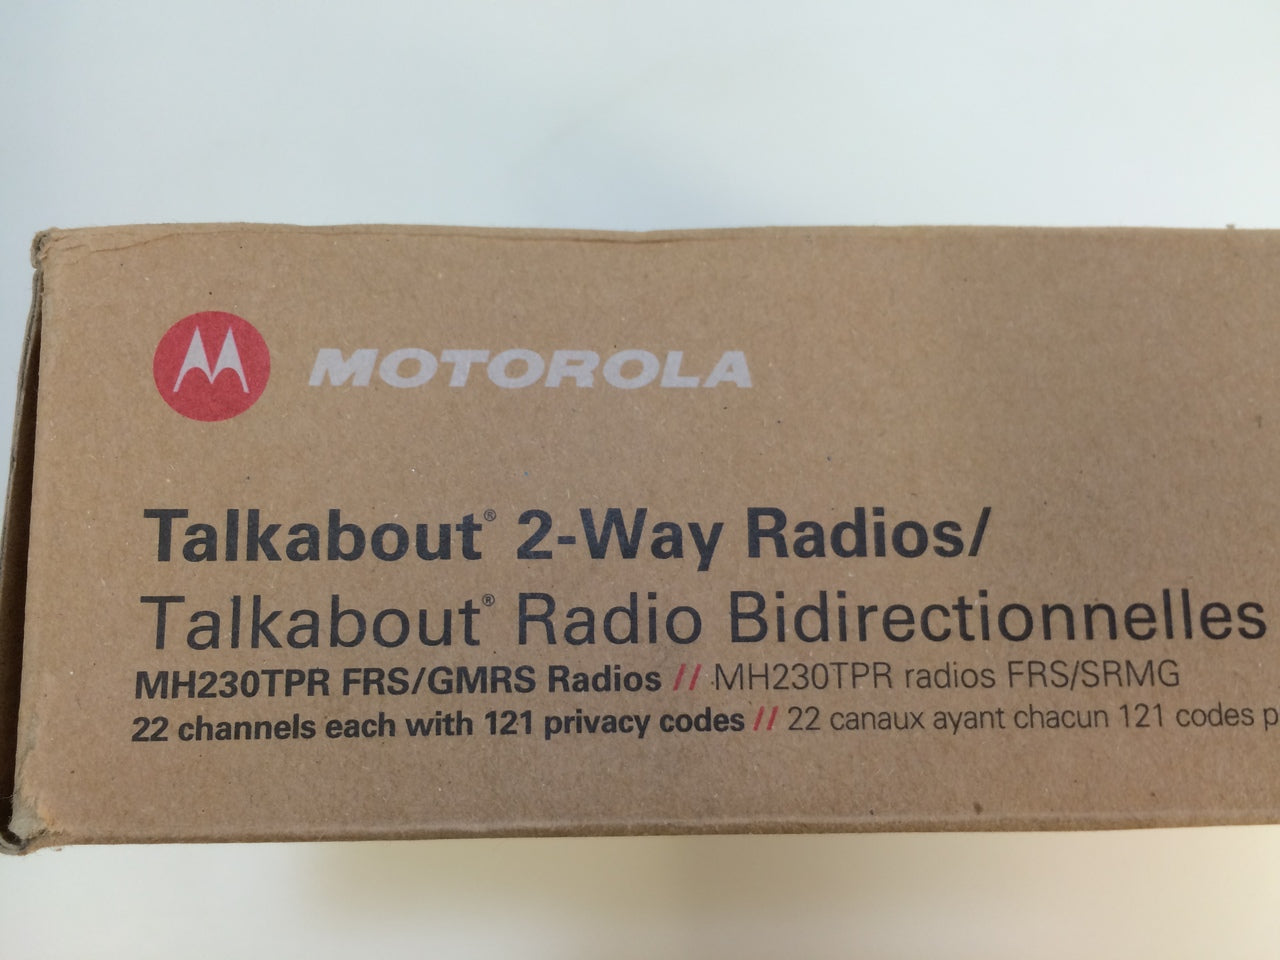 MOTOROLA
Talkabout® 2-Way Radios/
Talkabout® Radio Bidirectionnelles
MH230TPR FRS/GMRS Radios // MH230TPR radios FRS/SRMG
22 channels each with 121 privacy codes // 22 canaux ayant chacun 121 codes p